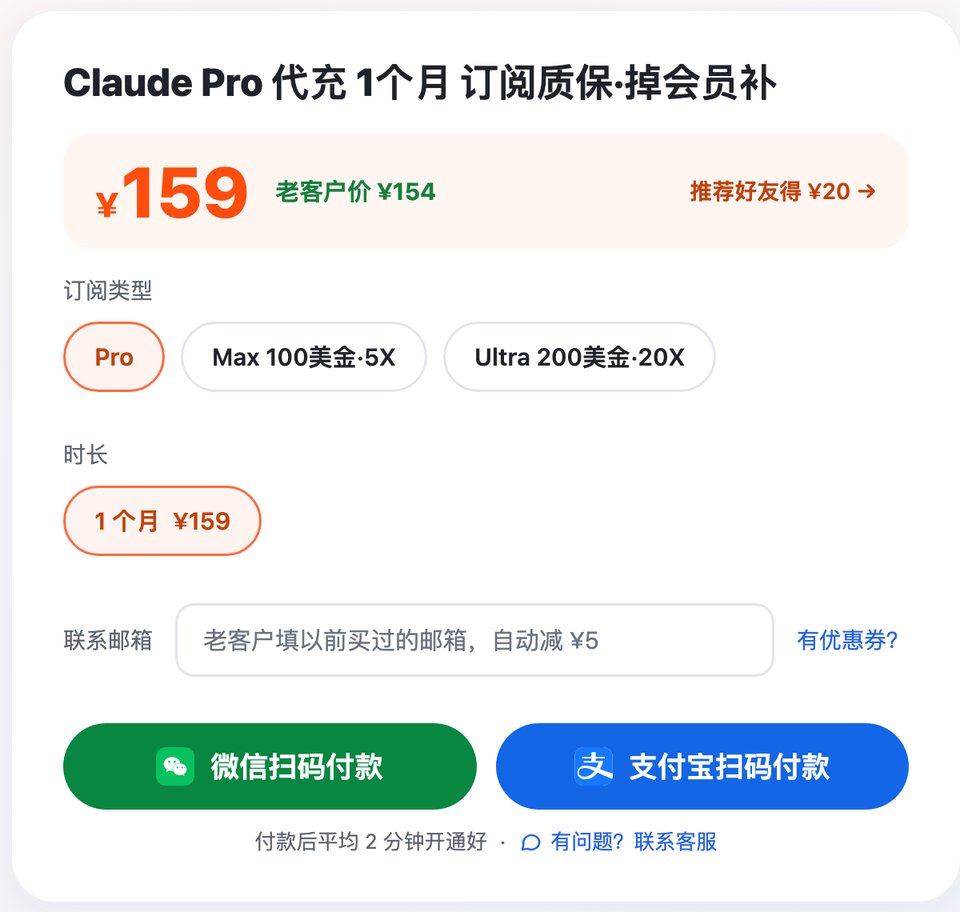 Claude Pro 代充 1个月 订阅质保·掉会员补
¥159 老客户价 ¥154 推荐好友得 ¥20 →
订阅类型
Pro Max 100美金·5X Ultra 200美金·20X
时长
1 个月 ¥159
联系邮箱 老客户填以前买过的邮箱，自动减 ¥5 有优惠券?
微信扫码付款 支付宝扫码付款
付款后平均 2 分钟开通好 · 有问题? 联系客服